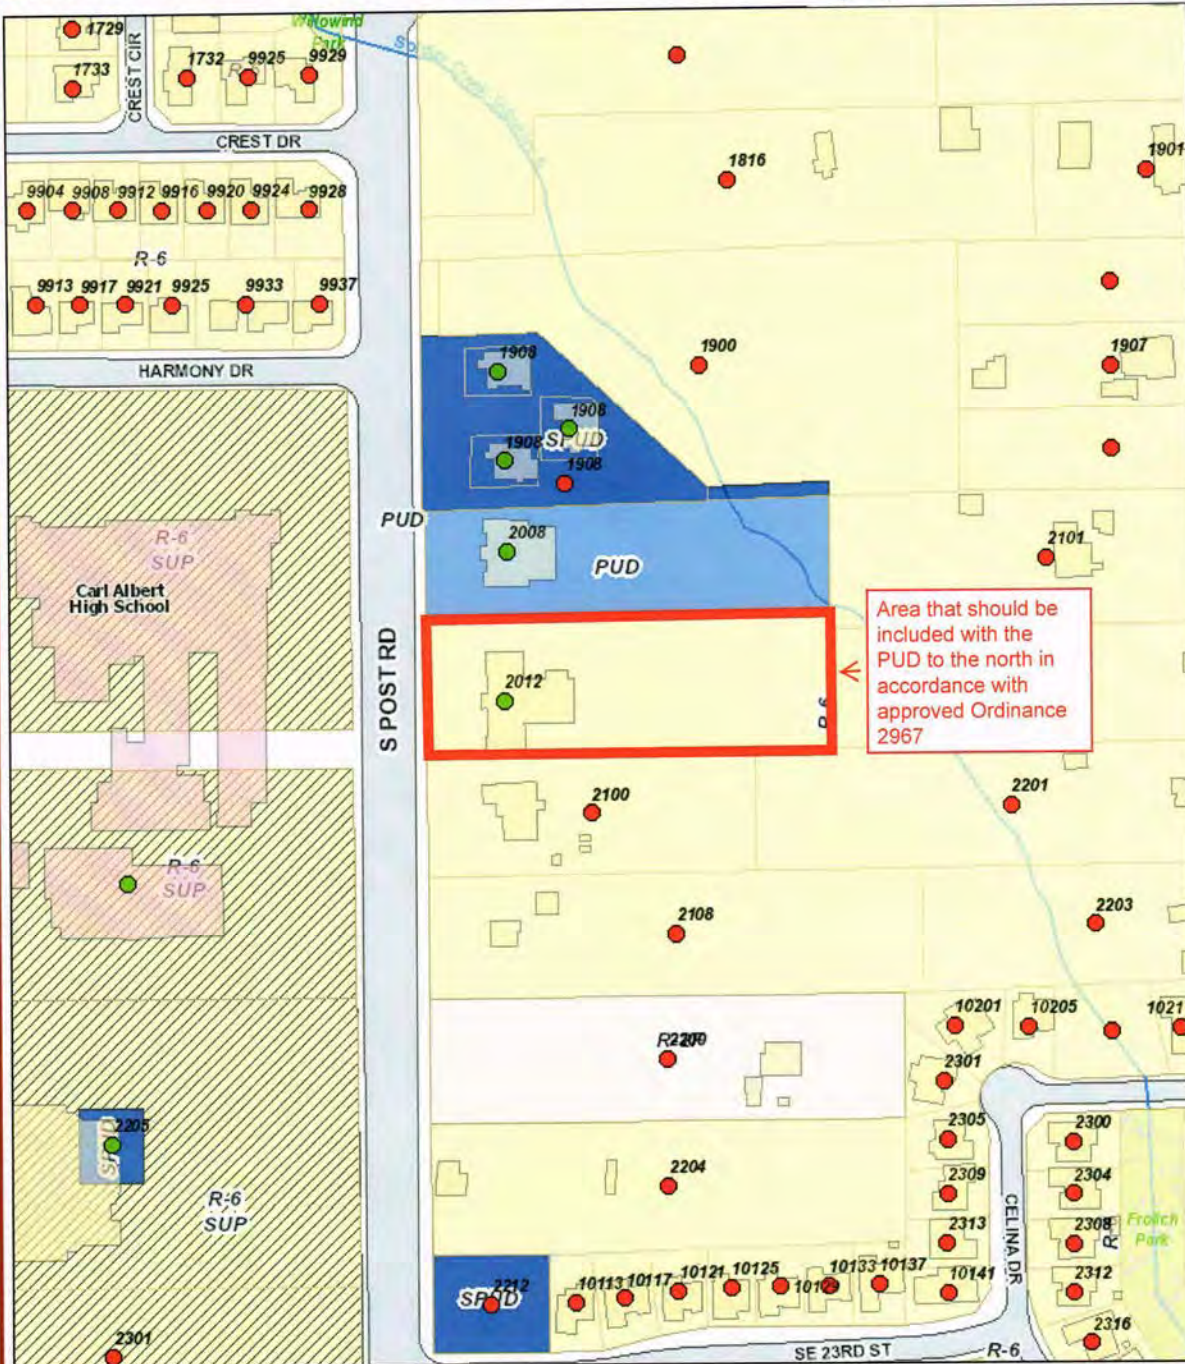 Willowind
Park
1729
1733
CREST CIR
1732
9925
9929
CREST DR
1816
1901
9904 9908 9912 9916 9920 9924 9928
R-6
9913 9917 9921 9925 9933 9937
HARMONY DR
1908
1900
1907
1908
SPUD
1908
1908
PUD
2008
PUD
2101
R-6
SUP
Carl Albert
High School
S POST RD
2012
R-6
Area that should be
included with the
PUD to the north in
accordance with
approved Ordinance
2967
2100
2201
R-6
SUP
2108
2203
10201
10205
1021
2200
2301
2205
SPUD
R-6
SUP
2305
2300
2204
2309
2304
2313
2308
CELINA DR
Frolich
Park
2212
SPUD
10113 10117 10121 10125 10129 10133 10137
10141
2312
2316
2301
SE 23RD ST
R-6